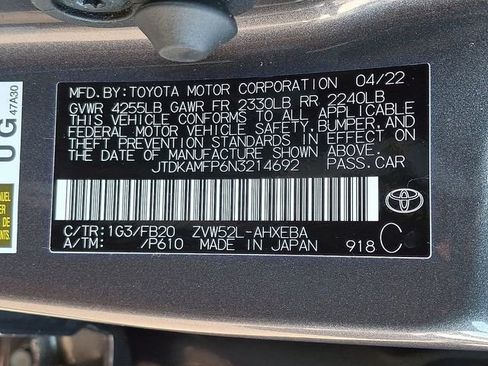 MFD. BY: TOYOTA MOTOR CORPORATION 04/22
GVWR 4255LB GAWR FR 2330LB RR 2240LB
THIS VEHICLE CONFORMS TO ALL APPLICABLE
FEDERAL MOTOR VEHICLE SAFETY, BUMPER, AND
THEFT PREVENTION STANDARDS IN EFFECT ON
THE DATE OF MANUFACTURE SHOWN ABOVE.
JTDKAMFP6N3214692 PASS. CAR
C/TR: 1G3/FB20 ZVW52L-AHXEBA
A/TM: /P610 MADE IN JAPAN 918 C
UG
47A30